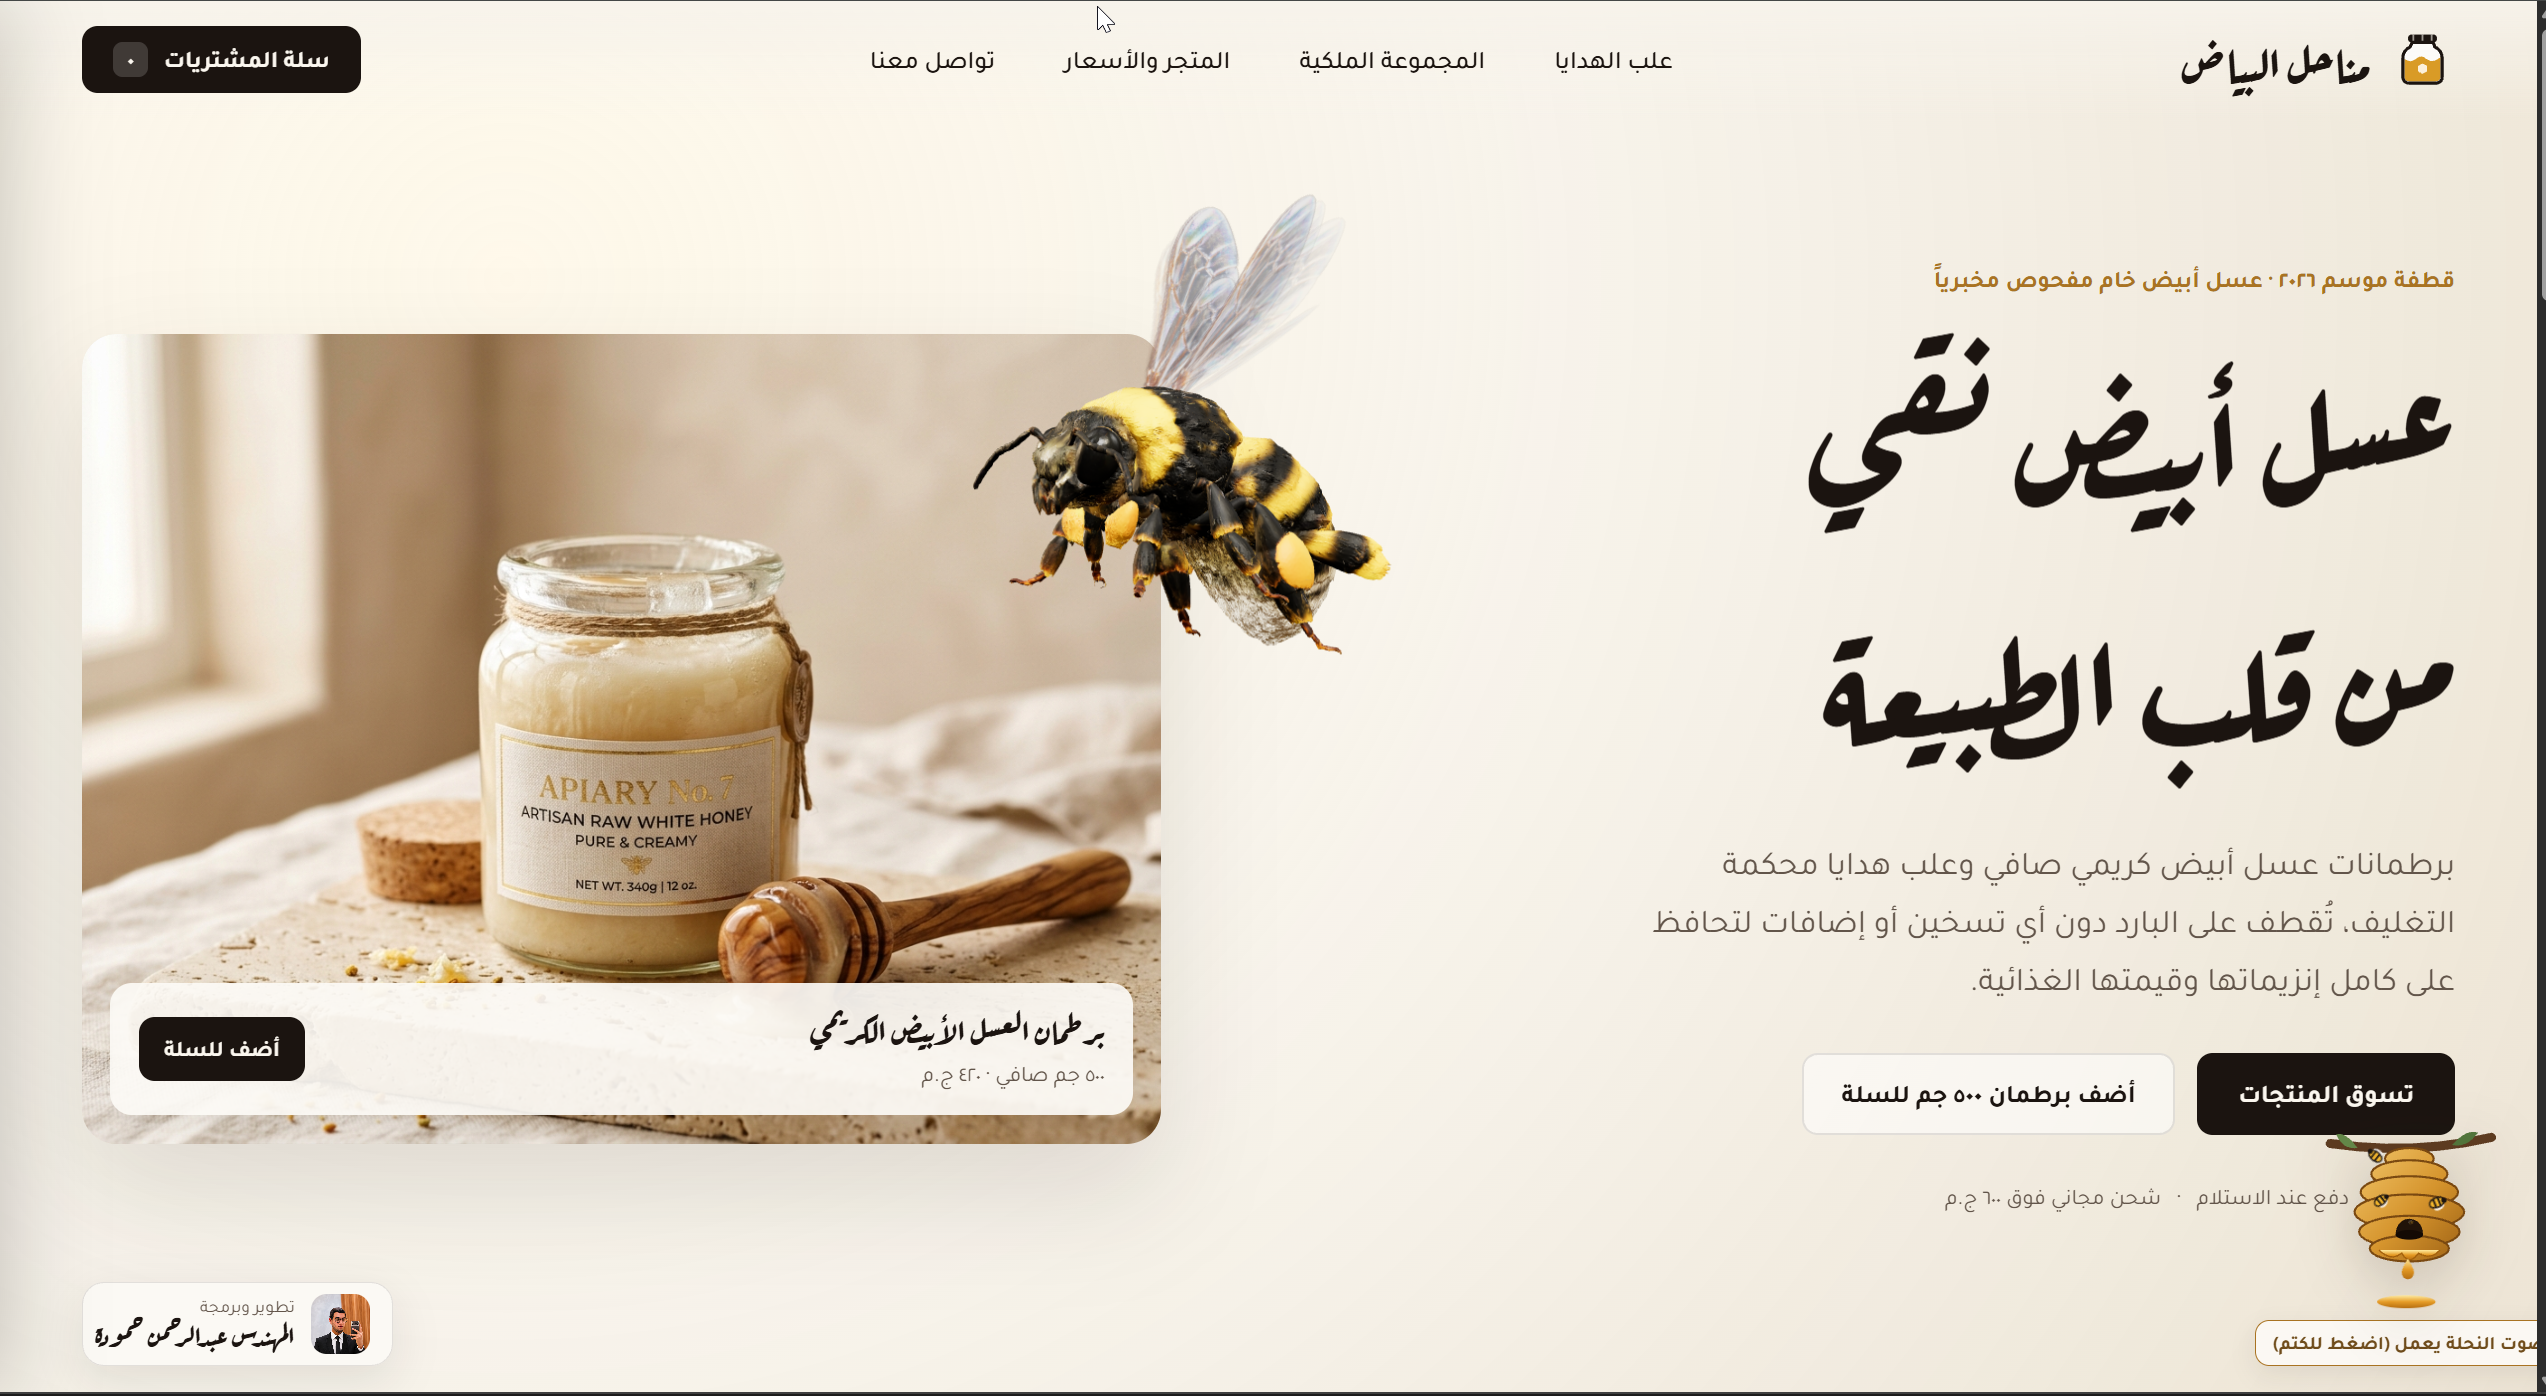 مناحل البياض
علب الهدايا
المجموعة الملكية
المتجر والأسعار
تواصل معنا
سلة المشتريات ٠
قطفة موسم ٢٠٢٦ · عسل أبيض خام مفحوص مخبرياً
عسل أبيض نقي
من قلب الطبيعة
برطمانات عسل أبيض كريمي صافي وعلب هدايا محكمة
التغليف، تُقطف على البارد دون أي تسخين أو إضافات لتحافظ
على كامل إنزيماتها وقيمتها الغذائية.
تسوق المنتجات
أضف برطمان ٥٠٠ جم للسلة
دفع عند الاستلام · شحن مجاني فوق ٦٠٠ ج.م
صوت النحلة يعمل (اضغط للكتم)
APIARY No. 7
ARTISAN RAW WHITE HONEY
PURE & CREAMY
NET WT. 340g | 12 oz.
برطمان العسل الأبيض الكريمي
٥٠٠ جم صافي · ٤٢٠ ج.م
أضف للسلة
تطوير وبرمجة
المهندس عبدالرحمن حمودة